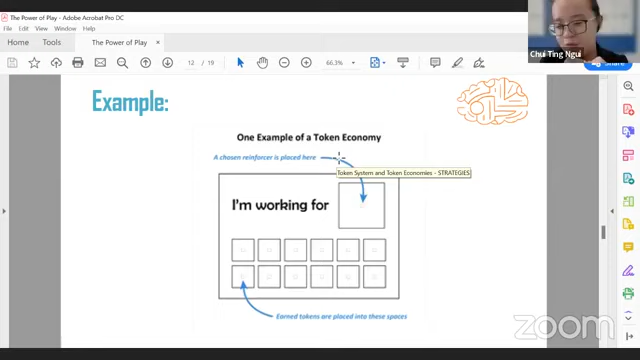 The Power of Play - Adobe Acrobat Pro DC
File Edit View Window Help
Home Tools The Power of Play ×
12 / 19 66.3% Share
Chui Ting Ngui
Example:
One Example of a Token Economy
A chosen reinforcer is placed here
Token System and Token Economies - STRATEGIES
I'm working for
Earned tokens are placed into these spaces
zoom